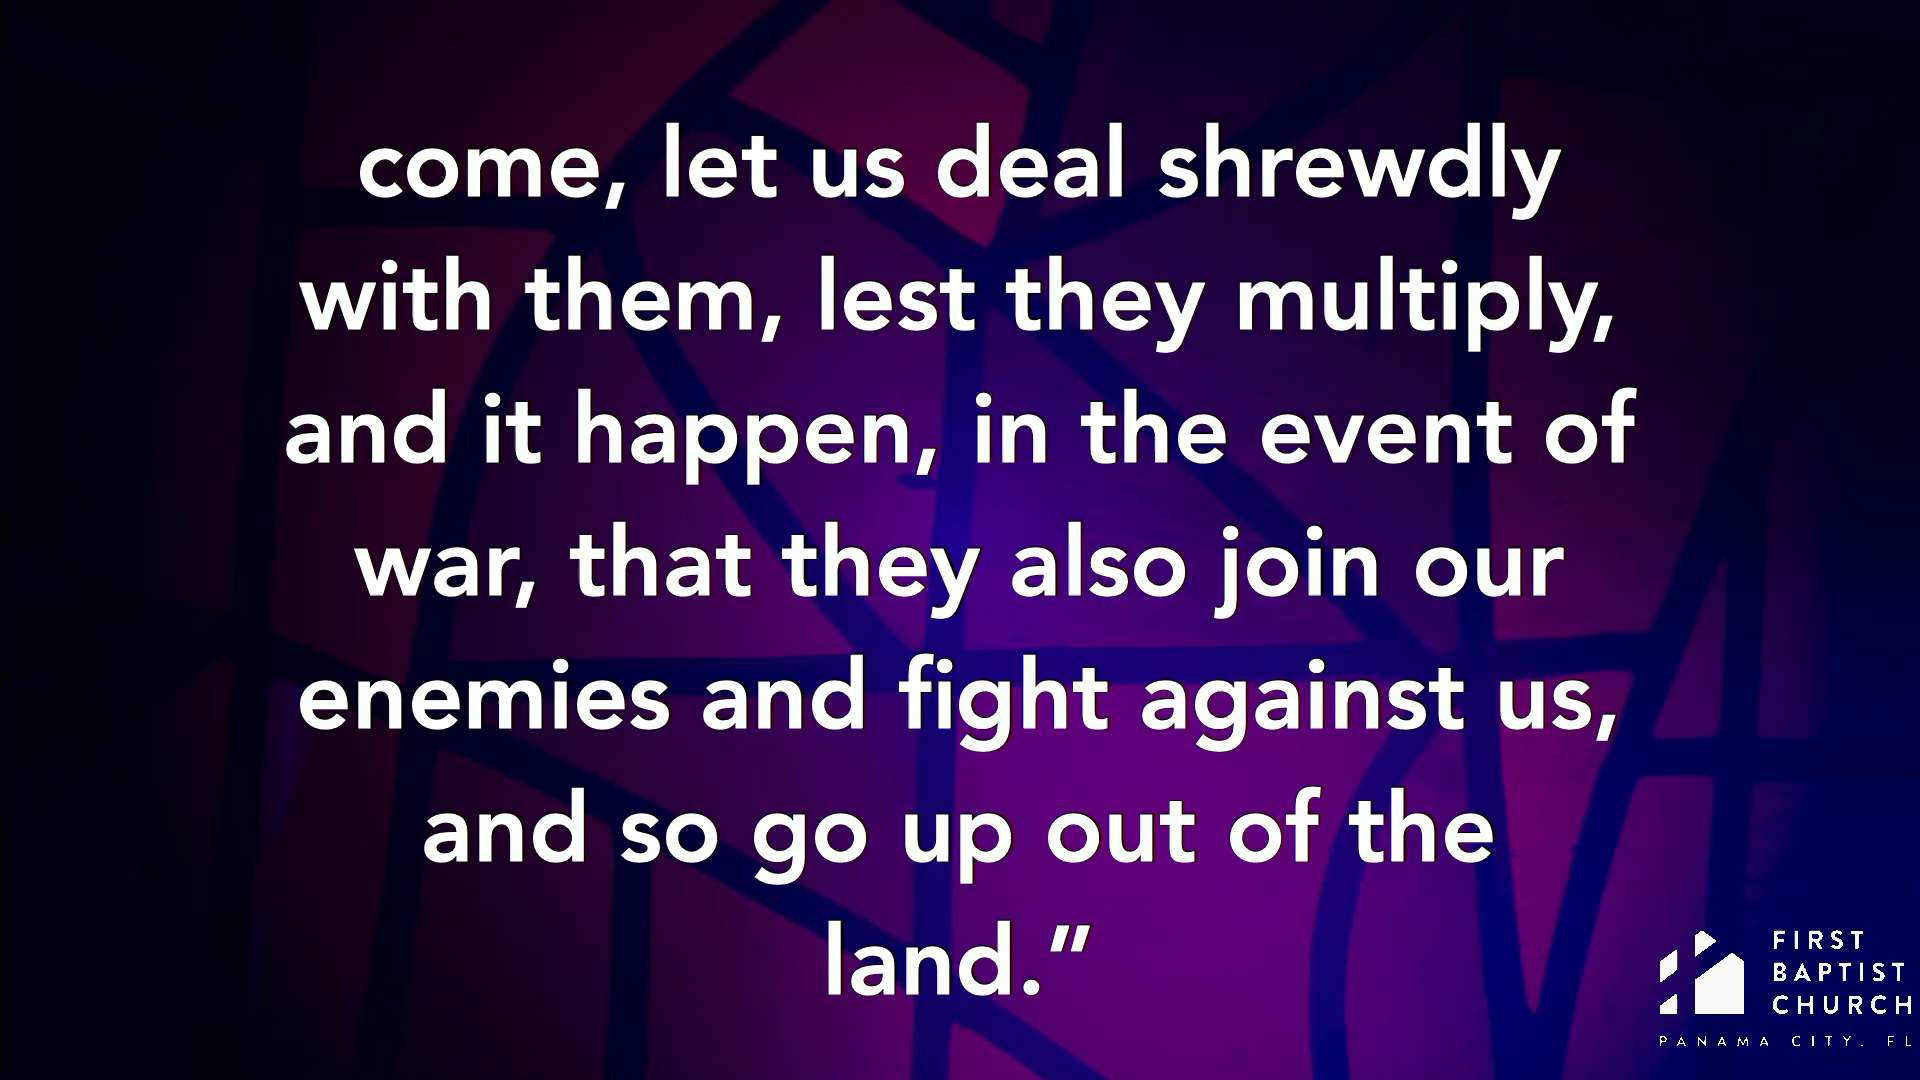 come, let us deal shrewdly
with them, lest they multiply,
and it happen, in the event of
war, that they also join our
enemies and fight against us,
and so go up out of the
land.”
FIRST
BAPTIST
CHURCH
PANAMA CITY, FL